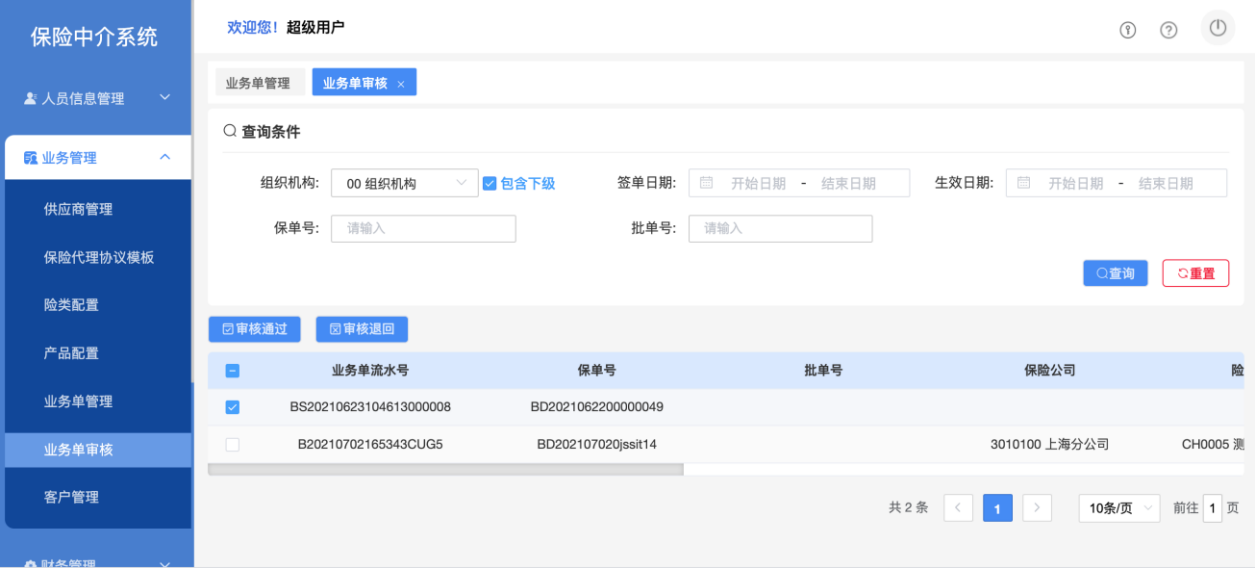 保险中介系统
欢迎您！ 超级用户
人员信息管理
业务管理
供应商管理
保险代理协议模板
险类配置
产品配置
业务单管理
业务单审核
客户管理
财务管理
业务单管理 业务单审核 ×
查询条件
组织机构: 00 组织机构 包含下级 签单日期: 开始日期 - 结束日期 生效日期: 开始日期 - 结束日期
保单号: 请输入 批单号: 请输入
查询 重置
审核通过 审核退回
业务单流水号 保单号 批单号 保险公司 险
BS20210623104613000008 BD2021062200000049
B20210702165343CUG5 BD202107020jssit14 3010100 上海分公司 CH0005 测
共 2 条 < 1 > 10条/页 前往 1 页